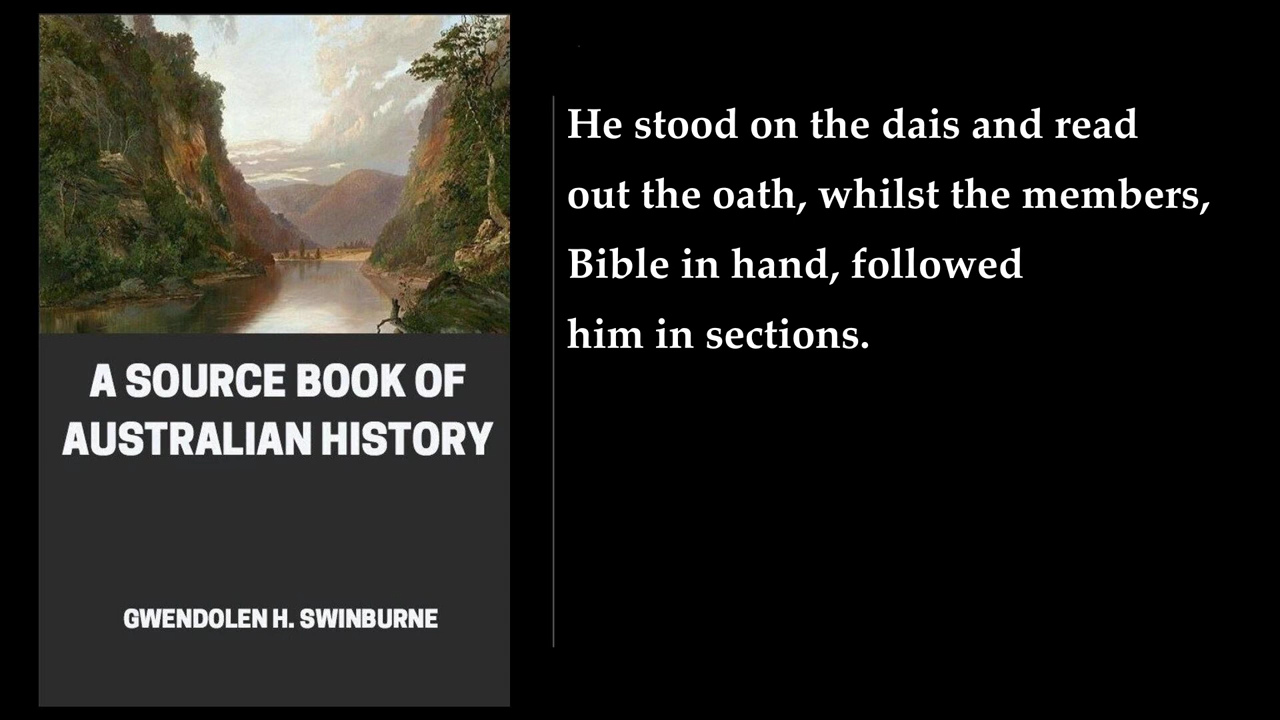 A SOURCE BOOK OF
AUSTRALIAN HISTORY
GWENDOLEN H. SWINBURNE
He stood on the dais and read
out the oath, whilst the members,
Bible in hand, followed
him in sections.